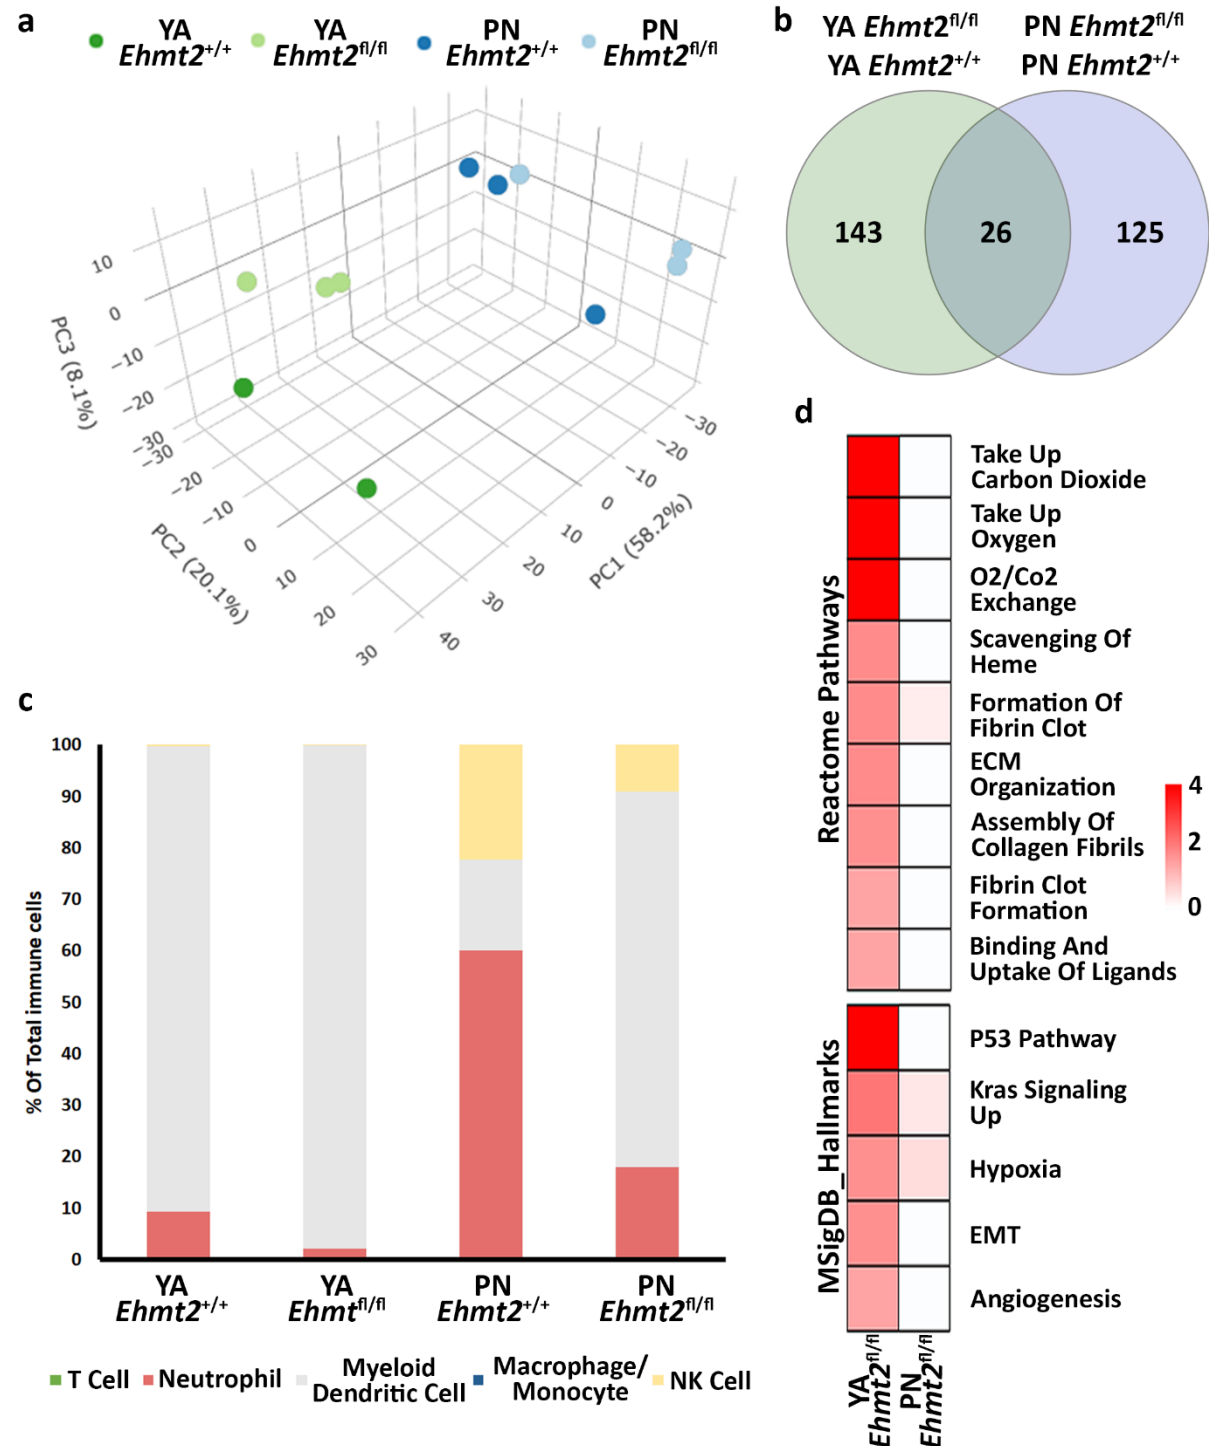 a
YA
Ehmt2+/+
YA
Ehmt2fl/fl
PN
Ehmt2+/+
PN
Ehmt2fl/fl
10
0
−10
−20
−30
PC3 (8.1%)
−30
−20
−10
0
10
20
30
PC2 (20.1%)
−30
−20
−10
0
10
20
30
40
PC1 (58.2%)
b
YA Ehmt2fl/fl
YA Ehmt2+/+
PN Ehmt2fl/fl
PN Ehmt2+/+
143
26
125
c
% Of Total immune cells
100
90
80
70
60
50
40
30
20
10
0
YA
Ehmt2+/+
YA
Ehmtfl/fl
PN
Ehmt2+/+
PN
Ehmt2fl/fl
T Cell
Neutrophil
Myeloid
Dendritic Cell
Macrophage/
Monocyte
NK Cell
d
Reactome Pathways
Take Up
Carbon Dioxide
Take Up
Oxygen
O2/Co2
Exchange
Scavenging Of
Heme
Formation Of
Fibrin Clot
ECM
Organization
Assembly Of
Collagen Fibrils
Fibrin Clot
Formation
Binding And
Uptake Of Ligands
4
2
0
MSigDB_Hallmarks
P53 Pathway
Kras Signaling
Up
Hypoxia
EMT
Angiogenesis
YA
Ehmt2fl/fl
PN
Ehmt2fl/fl